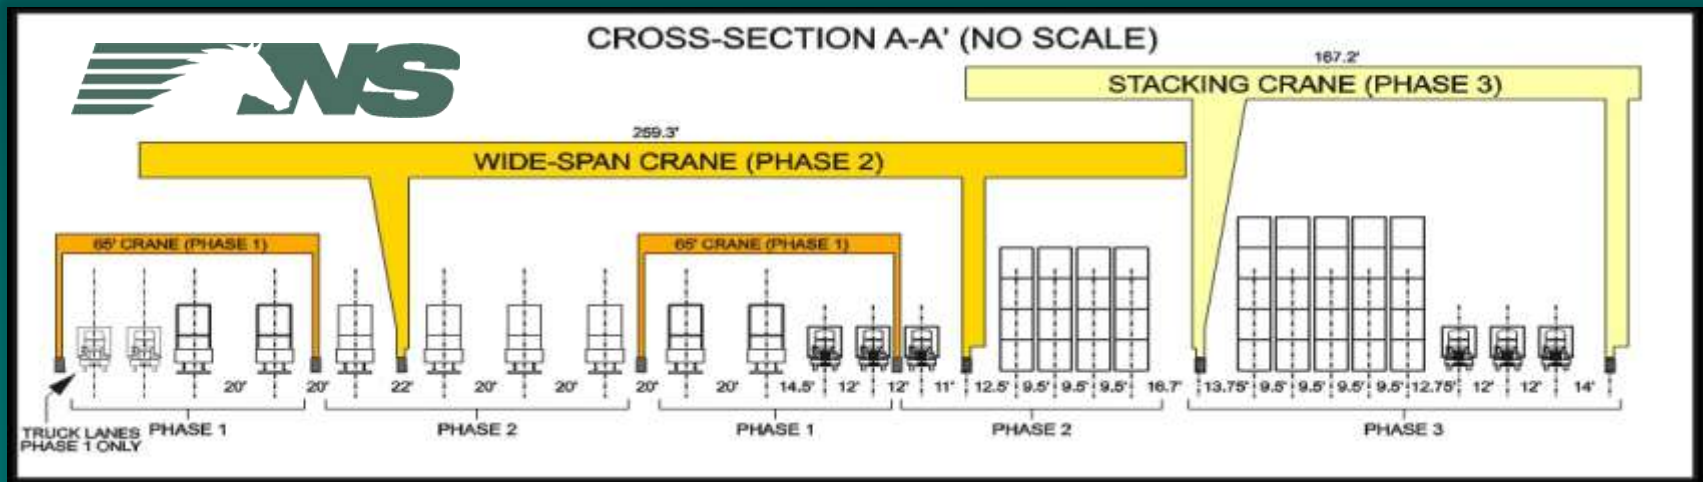 CROSS-SECTION A-A' (NO SCALE)
NS
167.2'
STACKING CRANE (PHASE 3)
259.3'
WIDE-SPAN CRANE (PHASE 2)
65' CRANE (PHASE 1)
65' CRANE (PHASE 1)
20' 20' 22' 20' 20' 20' 20' 14.5' 12' 12' 11' 12.5' 9.5' 9.5' 9.5' 16.7' 13.75' 9.5' 9.5' 9.5' 9.5' 12.75' 12' 12' 14'
TRUCK LANES
PHASE 1 ONLY
PHASE 1 PHASE 2 PHASE 1 PHASE 2 PHASE 3